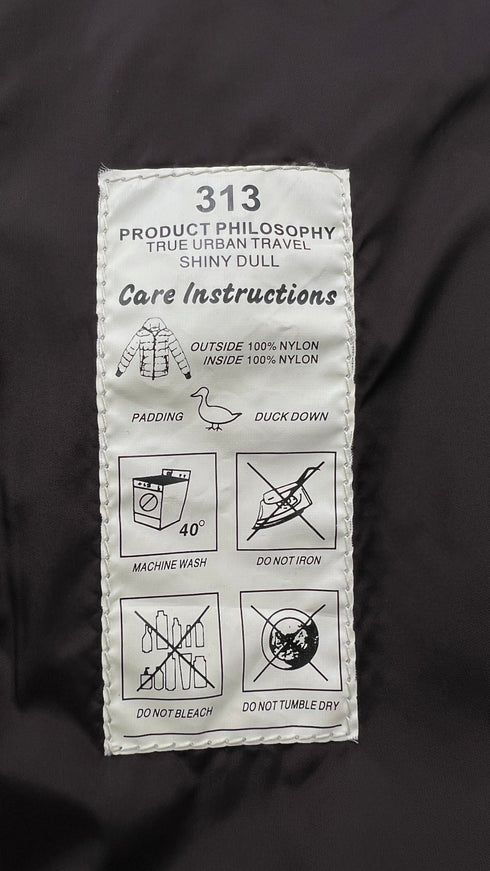 313
PRODUCT PHILOSOPHY
TRUE URBAN TRAVEL
SHINY DULL
Care Instructions
OUTSIDE 100% NYLON
INSIDE 100% NYLON
PADDING DUCK DOWN
40°
MACHINE WASH
DO NOT IRON
DO NOT BLEACH
DO NOT TUMBLE DRY